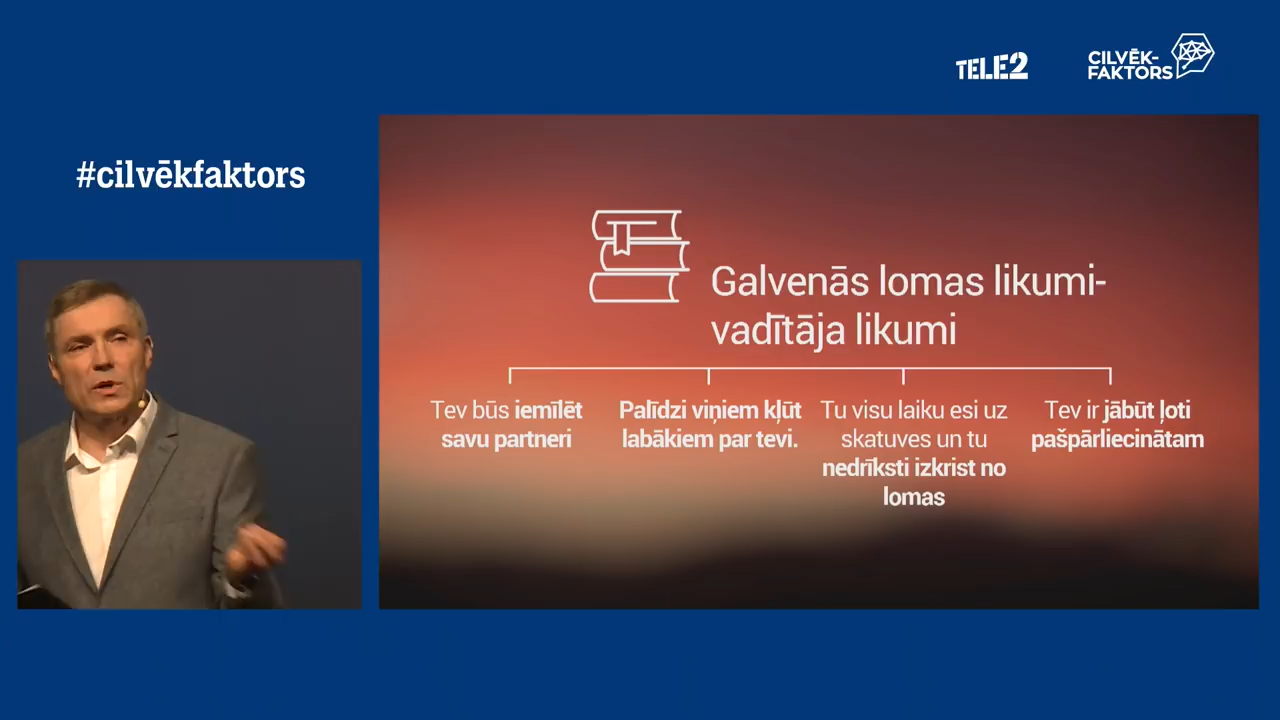 TELE2
CILVĒK-
FAKTORS
#cilvēkfaktors
Galvenās lomas likumi-
vadītāja likumi
Tev būs iemīlēt
savu partneri
Palīdzi viņiem kļūt
labākiem par tevi.
Tu visu laiku esi uz
skatuves un tu
nedrīksti izkrist no
lomas
Tev ir jābūt ļoti
pašpārliecinātam